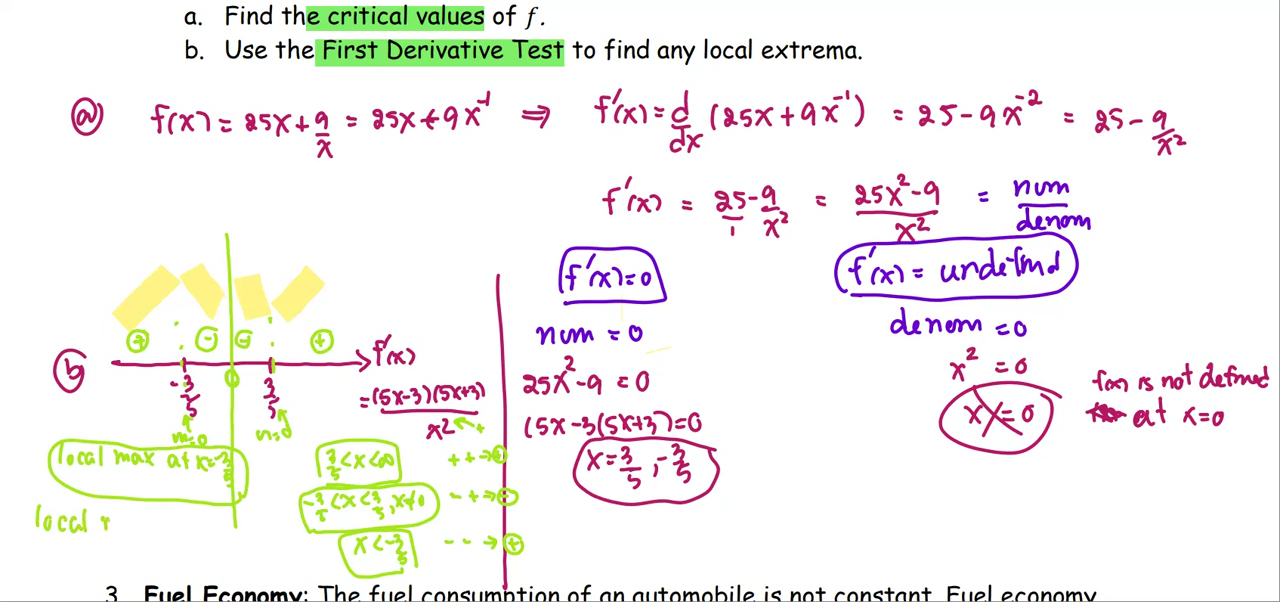 a. Find the critical values of f.
b. Use the First Derivative Test to find any local extrema.
ⓐ f(x) = 25x + 9/x = 25x + 9x⁻¹ ⇒ f'(x) = d/dx (25x + 9x⁻¹) = 25 - 9x⁻² = 25 - 9/x²
f'(x) = 25/1 - 9/x² = (25x² - 9)/x² = num/denom
f'(x) = 0
num = 0
25x² - 9 = 0
(5x - 3(5x+3) = 0
x = 3/5, -3/5
f'(x) = undefind
denom = 0
x² = 0
x = 0
f(x) is not defined
at x = 0
ⓑ
+ - - +
f'(x)
-3/5 0 3/5
m=0 m=0
= (5x-3)(5x+3)/x² ← +
local max at x = -3/5
local
3/5 < x < ∞ + + → +
-3/5 < x < 3/5, x ≠ 0 - + → -
x < -3/5 - - → +
3 Fuel Economy: The fuel consumption of an automobile is not constant. Fuel economy